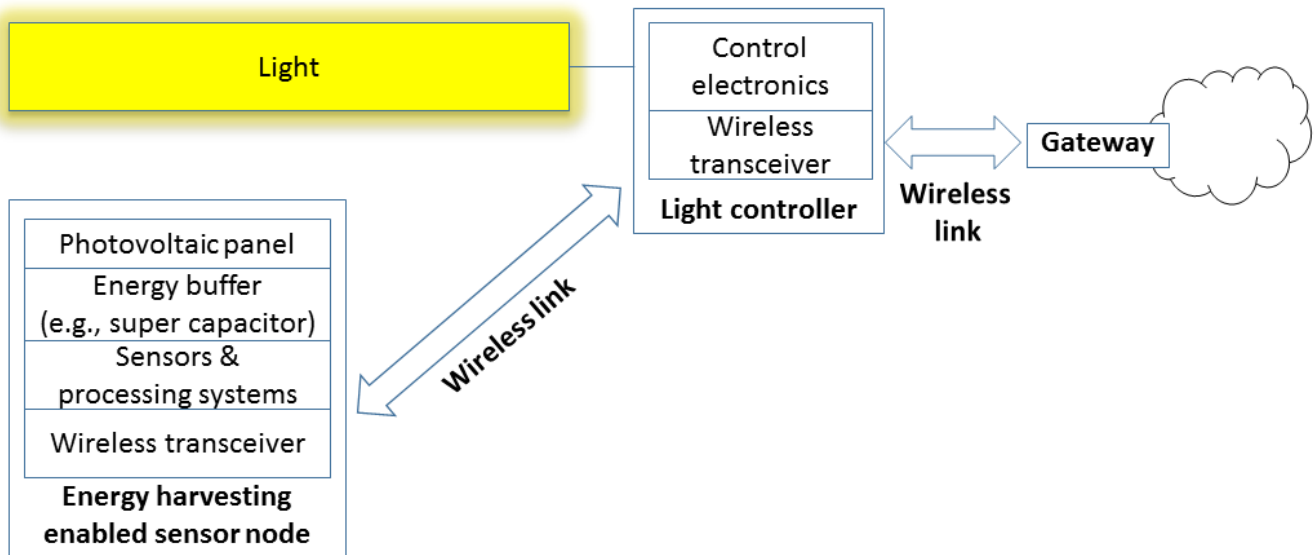 Light
Control
electronics
Wireless
transceiver
Light controller
Wireless
link
Gateway
Photovoltaic panel
Energy buffer
(e.g., super capacitor)
Sensors &
processing systems
Wireless transceiver
Energy harvesting
enabled sensor node
Wireless link